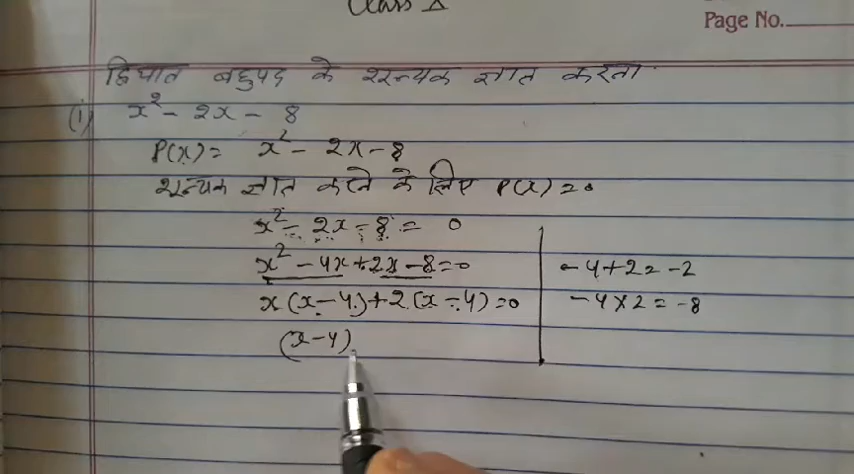 Class X
Page No.
द्विघात बहुपद के शून्यक ज्ञात करना
(i) x² - 2x - 8
P(x) = x² - 2x - 8
शून्यक ज्ञात करने के लिए P(x) = 0
x² - 2x - 8 = 0
x² - 4x + 2x - 8 = 0
-4 + 2 = -2
x(x - 4) + 2(x - 4) = 0
-4 × 2 = -8
(x - 4)